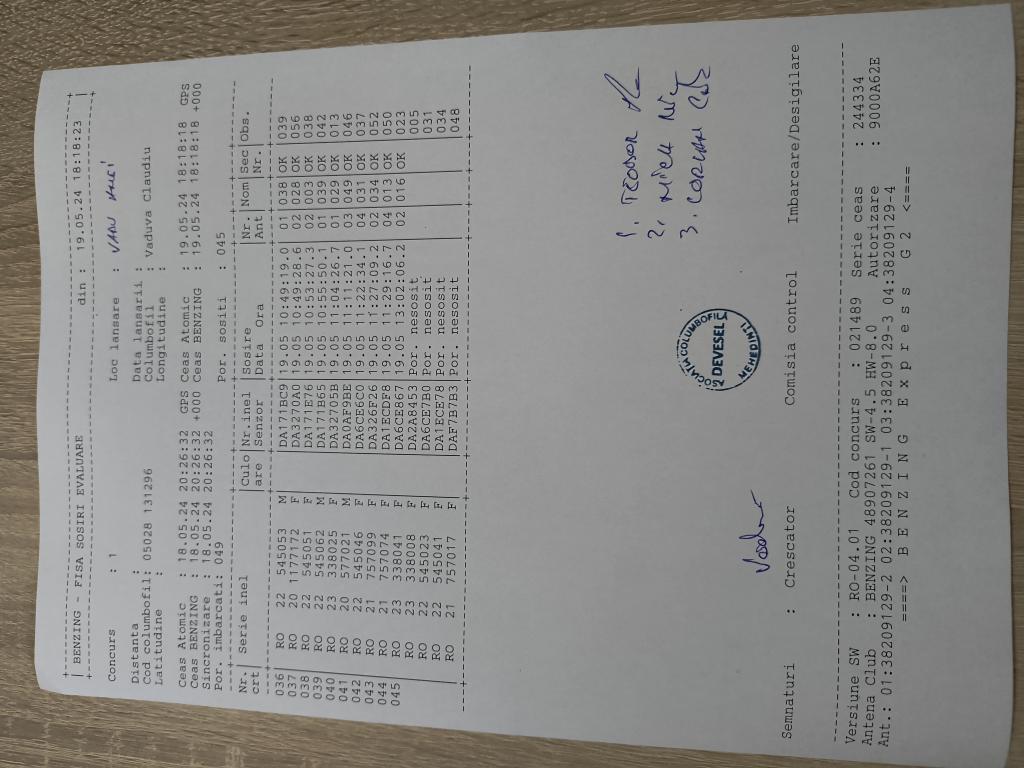 BENZING - FISA SOSIRI EVALUARE din : 19.05.24 18:18:23
Concurs : 1 Loc lansare : VADU
Distanta : Data lansarii :
Cod columbofil: 05028 131296 Columbofil : Vaduva Claudiu
Latitudine : Longitudine :
Ceas Atomic : 18.05.24 20:26:32 GPS Ceas Atomic : 19.05.24 18:18:18 GPS
Ceas BENZING : 18.05.24 20:26:32 +000 Ceas BENZING : 19.05.24 18:18:18 +000
Sincronizare : 18.05.24 20:26:32
Por. imbarcati: 049 Por. sositi : 045
Nr.| Serie inel |Culo|Nr.inel |Sosire |Nr.|Nom|Sec|Obs.
crt| |are |Senzor |Data Ora |Ant| |Nr.|
036 RO 22 545053 M DA171BC9 19.05 10:49:19.0 01 038 OK 039
037 RO 20 1177172 F DA3270A0 19.05 10:49:28.6 02 028 OK 056
038 RO 22 545051 F DA171E76 19.05 10:53:27.3 02 003 OK 038
039 RO 22 545062 M DA171B65 19.05 10:55:20.1 01 039 OK 042
040 RO 23 338025 F DA32705B 19.05 11:04:26.7 01 029 OK 013
041 RO 20 577021 M DA0AF9BE 19.05 11:11:21.0 03 049 OK 046
042 RO 22 545046 F DA6CE6C0 19.05 11:22:34.1 04 031 OK 037
043 RO 21 757099 F DA326F26 19.05 11:27:09.2 02 034 OK 052
044 RO 21 757074 F DA1ECDF8 19.05 11:29:16.7 04 013 OK 050
045 RO 23 338041 F DA6CE867 19.05 13:02:06.2 02 016 OK 023
RO 23 338008 F DA2A8453 Por. nesosit 005
RO 22 545023 F DA6CE7B0 Por. nesosit 031
RO 22 545041 F DA1ECE78 Por. nesosit 034
RO 21 757017 F DAF7B7B3 Por. nesosit 048
1. TEODOR
2,
3.
COLUMBOFILA
2 DEVESEL
MEHEDINTI
Semnaturi : Crescator Comisia control Imbarcare/Desigilare
Versiune SW : RO-04.01 Cod concurs : 021489 Serie ceas : 244334
Antena Club : BENZING 48907261 SW-4.5 HW-8.0 Autorizare : 9000A62E
Ant.: 01:38209129-2 02:38209129-1 03:38209129-3 04:38209129-4
====> B E N Z I N G E x p r e s s G 2 <====